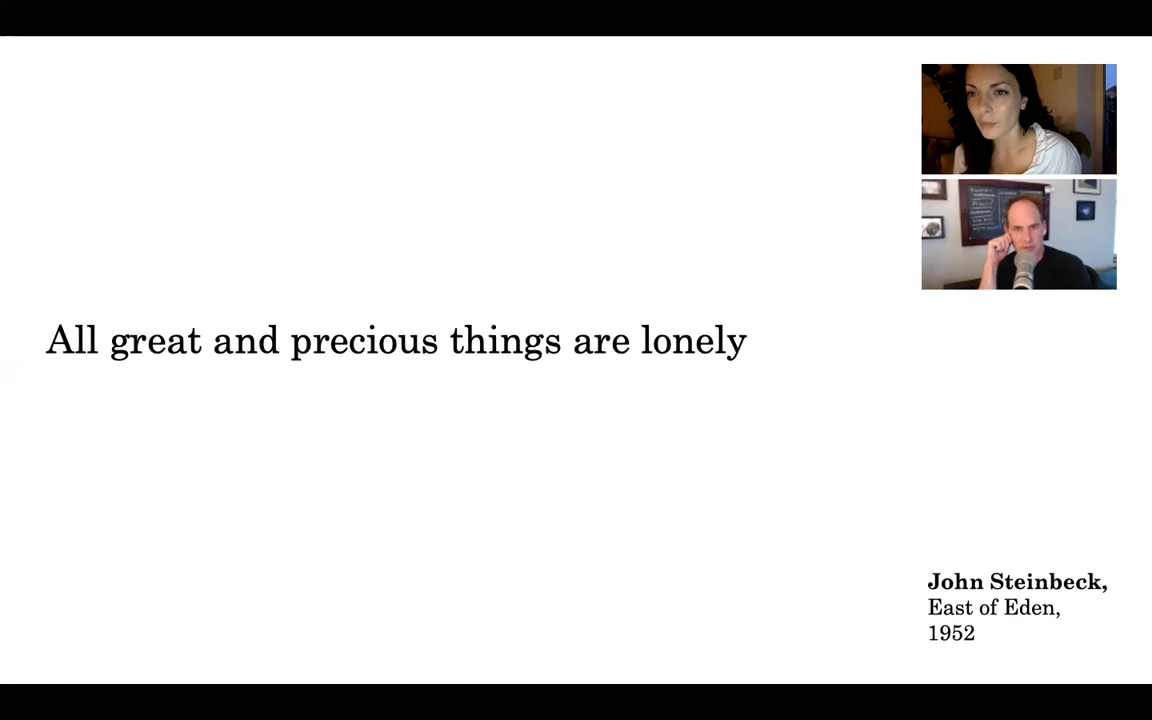 All great and precious things are lonely
John Steinbeck,
East of Eden,
1952